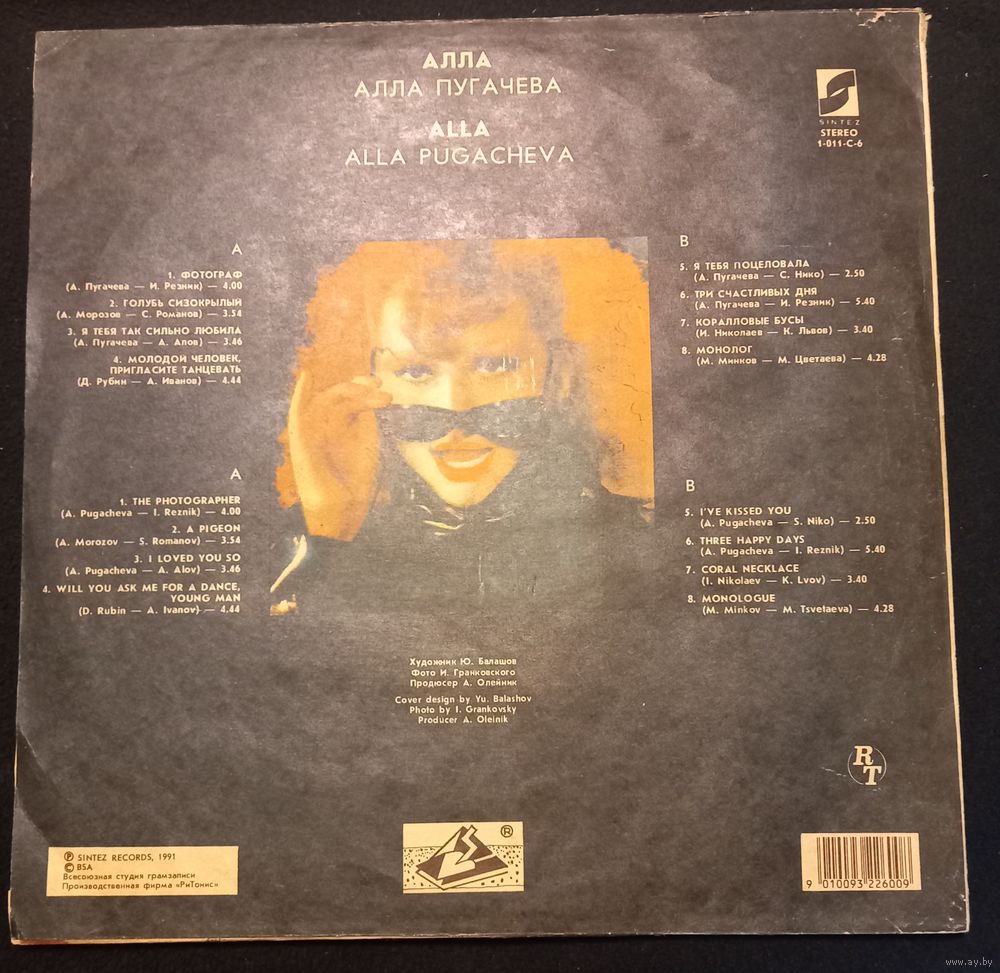 АЛЛА
АЛЛА ПУГАЧЕВА
ALLA
ALLA PUGACHEVA
SINTEZ
STEREO
1-011-C-6
A
1. ФОТОГРАФ
(А. Пугачева — И. Резник) — 4.00
2. ГОЛУБЬ СИЗОКРЫЛЫЙ
(А. Морозов — С. Романов) — 3.54
3. Я ТЕБЯ ТАК СИЛЬНО ЛЮБИЛА
(А. Пугачева — А. Алов) — 3.46
4. МОЛОДОЙ ЧЕЛОВЕК,
ПРИГЛАСИТЕ ТАНЦЕВАТЬ
(Д. Рубин — А. Иванов) — 4.44
B
5. Я ТЕБЯ ПОЦЕЛОВАЛА
(А. Пугачева — С. Нико) — 2.50
6. ТРИ СЧАСТЛИВЫХ ДНЯ
(А. Пугачева — И. Резник) — 5.40
7. КОРАЛЛОВЫЕ БУСЫ
(И. Николаев — К. Львов) — 3.40
8. МОНОЛОГ
(М. Минков — М. Цветаева) — 4.28
A
1. THE PHOTOGRAPHER
(A. Pugacheva — I. Reznik) — 4.00
2. A PIGEON
(A. Morozov — S. Romanov) — 3.54
3. I LOVED YOU SO
(A. Pugacheva — A. Alov) — 3.46
4. WILL YOU ASK ME FOR A DANCE,
YOUNG MAN
(D. Rubin — A. Ivanov) — 4.44
B
5. I'VE KISSED YOU
(A. Pugacheva — S. Niko) — 2.50
6. THREE HAPPY DAYS
(A. Pugacheva — I. Reznik) — 5.40
7. CORAL NECKLACE
(I. Nikolaev — K. Lvov) — 3.40
8. MONOLOGUE
(M. Minkov — M. Tsvetaeva) — 4.28
Художник Ю. Балашов
Фото И. Гранковского
Продюсер А. Олейник
Cover design by Yu. Balashov
Photo by I. Grankovsky
Producer A. Oleinik
RT
℗ SINTEZ RECORDS, 1991
© BSA
Всесоюзная студия грамзаписи
Производственная фирма «РиТонис»
®
9 010093 226009
www.ay.by